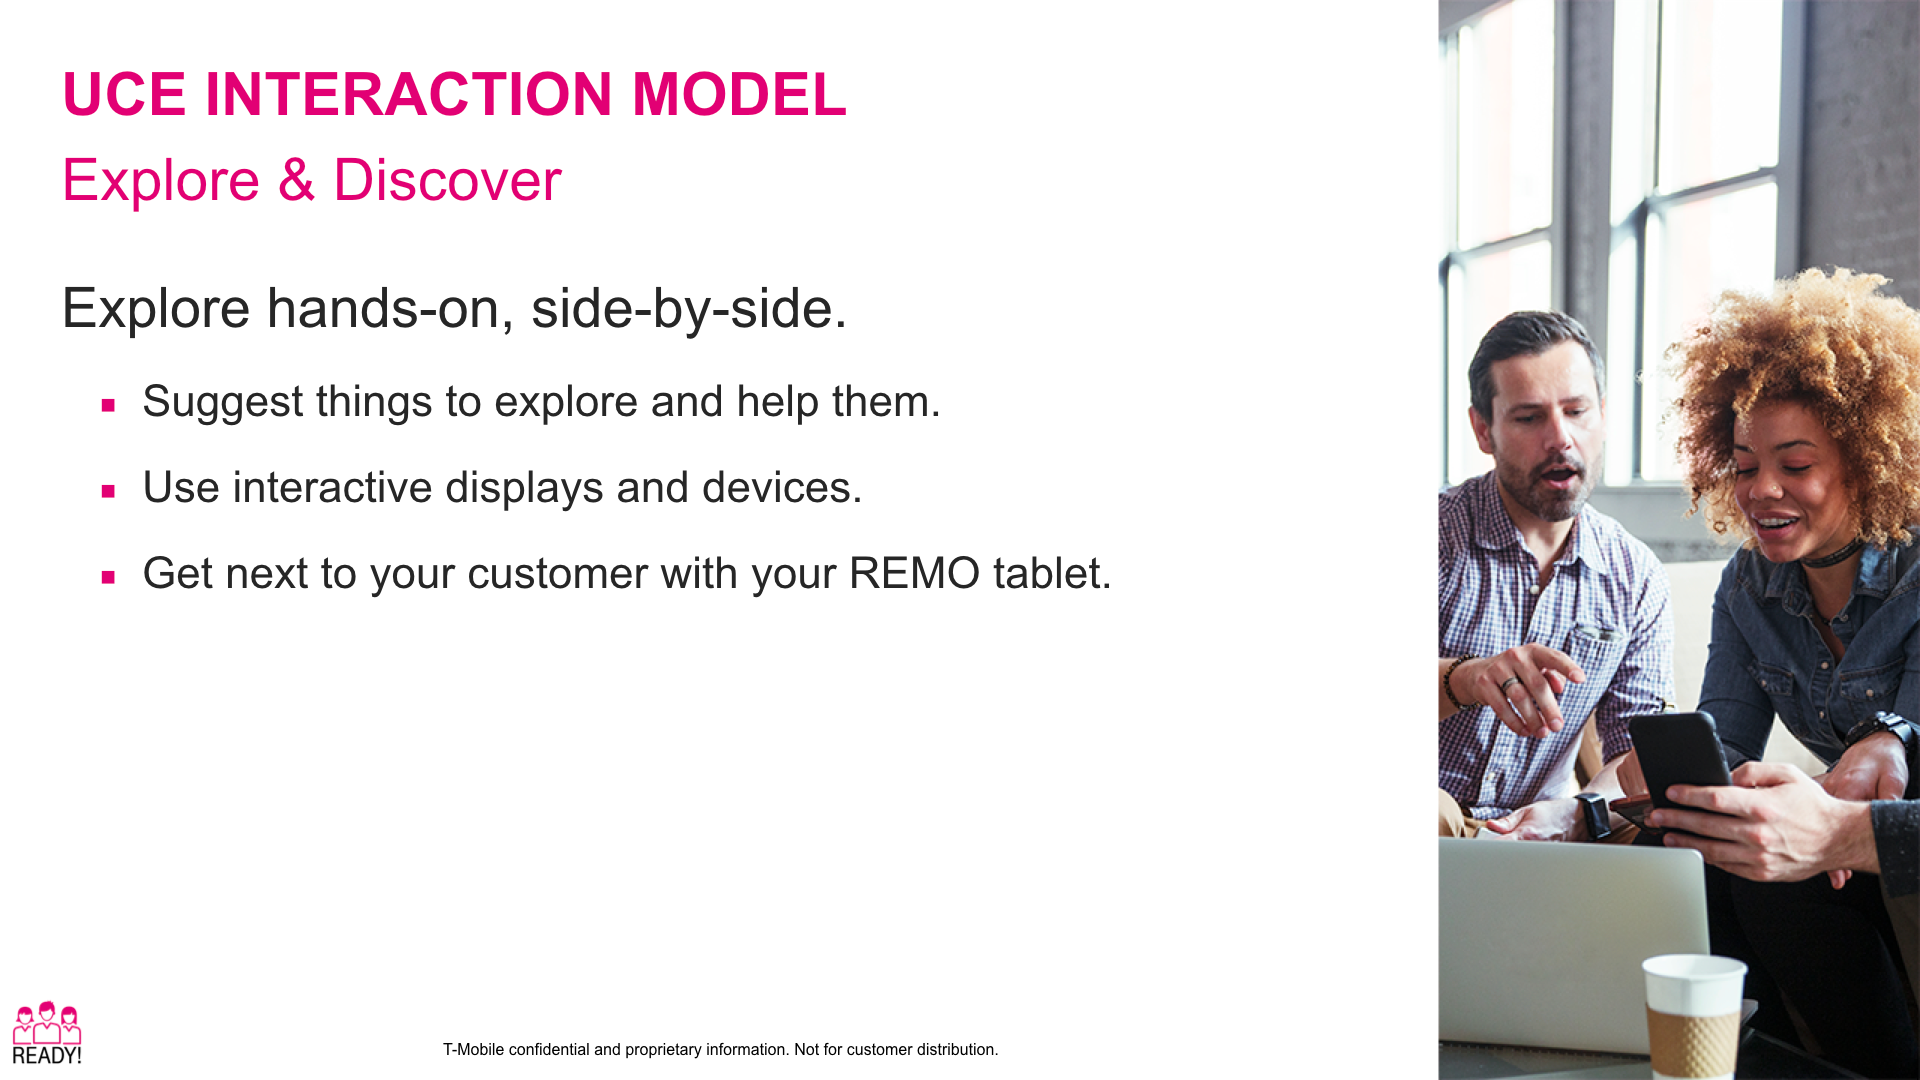 UCE INTERACTION MODEL
Explore & Discover
Explore hands-on, side-by-side.
Suggest things to explore and help them.
Use interactive displays and devices.
Get next to your customer with your REMO tablet.
READY!
T-Mobile confidential and proprietary information. Not for customer distribution.